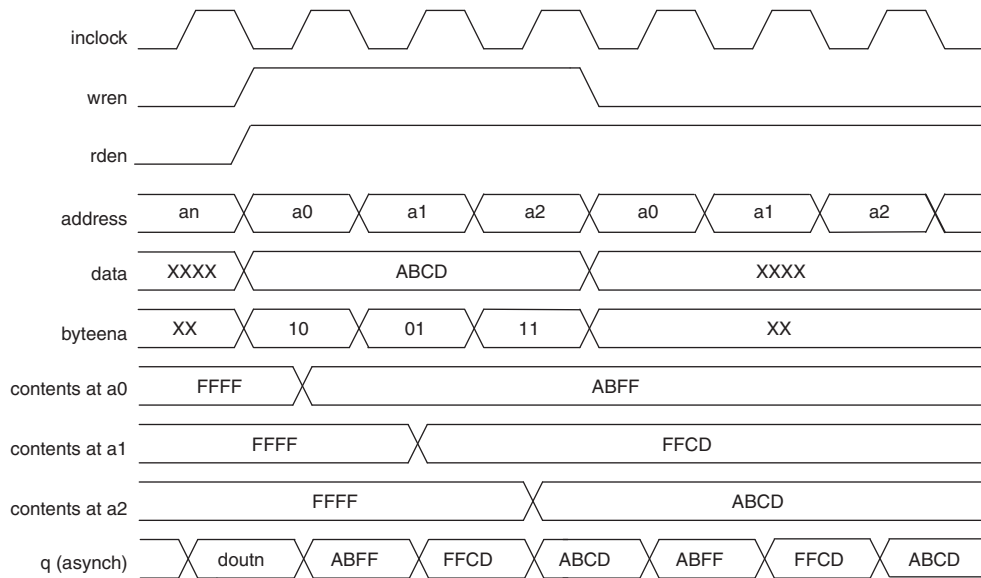 inclock
wren
rden
address an a0 a1 a2 a0 a1 a2
data XXXX ABCD XXXX
byteena XX 10 01 11 XX
contents at a0 FFFF ABFF
contents at a1 FFFF FFCD
contents at a2 FFFF ABCD
q (asynch) doutn ABFF FFCD ABCD ABFF FFCD ABCD